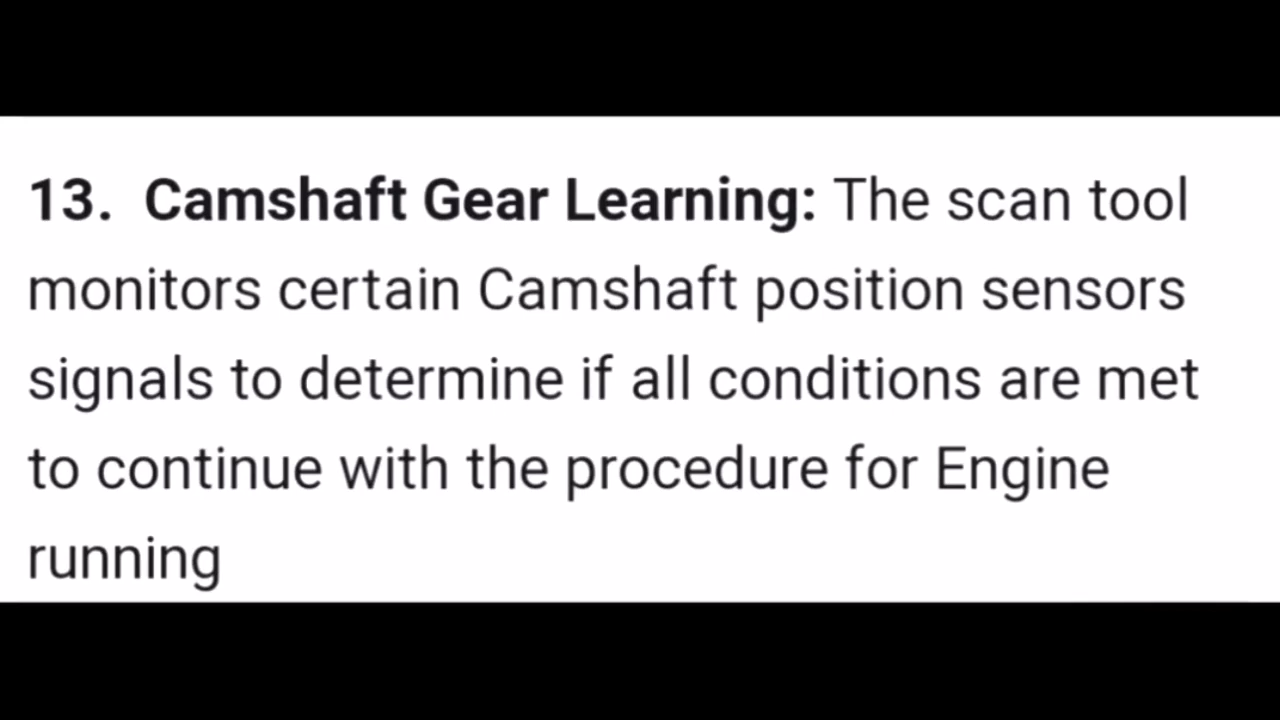 13. Camshaft Gear Learning: The scan tool
monitors certain Camshaft position sensors
signals to determine if all conditions are met
to continue with the procedure for Engine
running